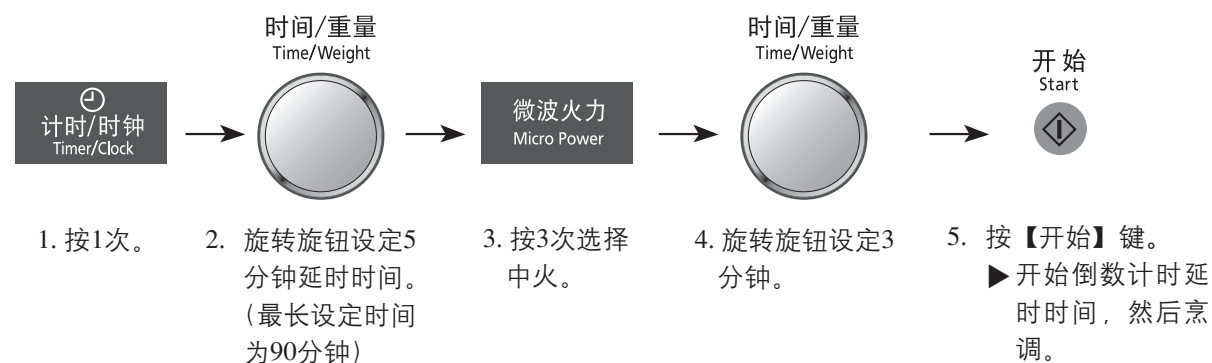 时间/重量
Time/Weight
时间/重量
Time/Weight
开始
Start
计时/时钟
Timer/Clock
微波火力
Micro Power
1. 按1次。
2. 旋转旋钮设定5
分钟延时时间。
(最长设定时间
为90分钟)
3. 按3次选择
中火。
4. 旋转旋钮设定3
分钟。
5. 按【开始】键。
▶开始倒数计时延
时时间，然后烹
调。